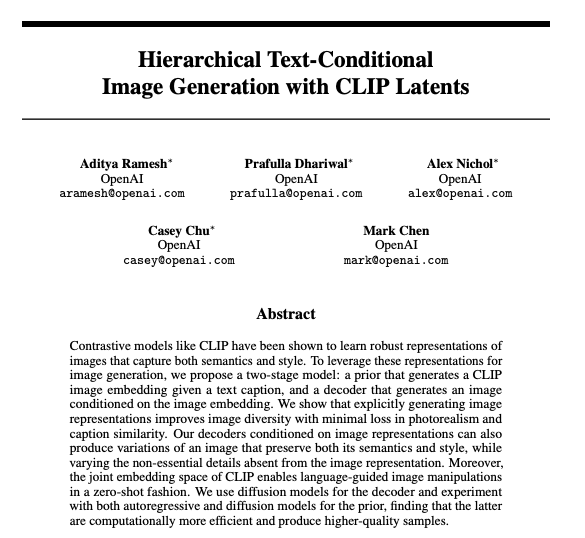 Hierarchical Text-Conditional
Image Generation with CLIP Latents
Aditya Ramesh* Prafulla Dhariwal* Alex Nichol*
OpenAI OpenAI OpenAI
aramesh@openai.com prafulla@openai.com alex@openai.com
Casey Chu* Mark Chen
OpenAI OpenAI
casey@openai.com mark@openai.com
Abstract
Contrastive models like CLIP have been shown to learn robust representations of
images that capture both semantics and style. To leverage these representations for
image generation, we propose a two-stage model: a prior that generates a CLIP
image embedding given a text caption, and a decoder that generates an image
conditioned on the image embedding. We show that explicitly generating image
representations improves image diversity with minimal loss in photorealism and
caption similarity. Our decoders conditioned on image representations can also
produce variations of an image that preserve both its semantics and style, while
varying the non-essential details absent from the image representation. Moreover,
the joint embedding space of CLIP enables language-guided image manipulations
in a zero-shot fashion. We use diffusion models for the decoder and experiment
with both autoregressive and diffusion models for the prior, finding that the latter
are computationally more efficient and produce higher-quality samples.